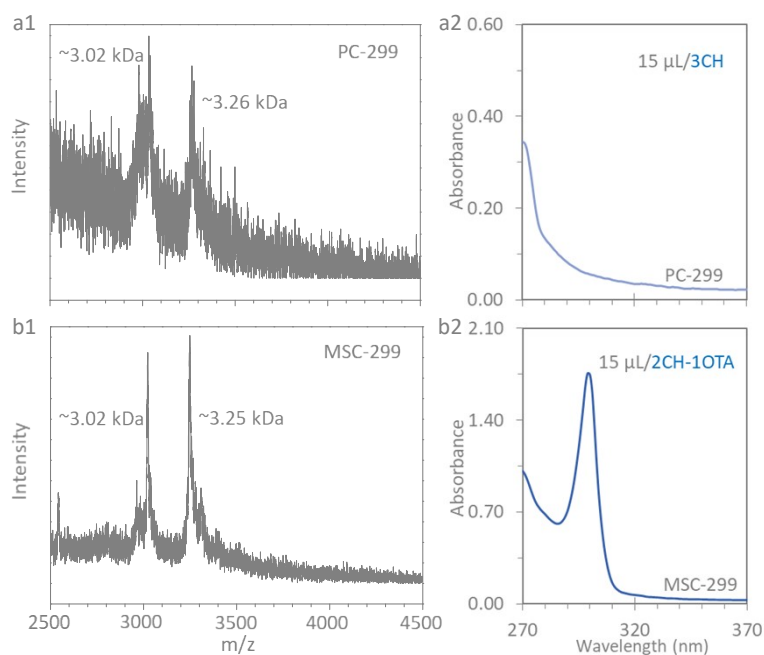 a1
~3.02 kDa
PC-299
~3.26 kDa
Intensity
a2
0.60
0.40
0.20
0.00
Absorbance
15 µL/3CH
PC-299
b1
MSC-299
~3.02 kDa
~3.25 kDa
Intensity
2500
3000
3500
4000
4500
m/z
b2
2.10
1.40
0.70
0.00
Absorbance
15 µL/2CH-1OTA
MSC-299
270
320
370
Wavelength (nm)